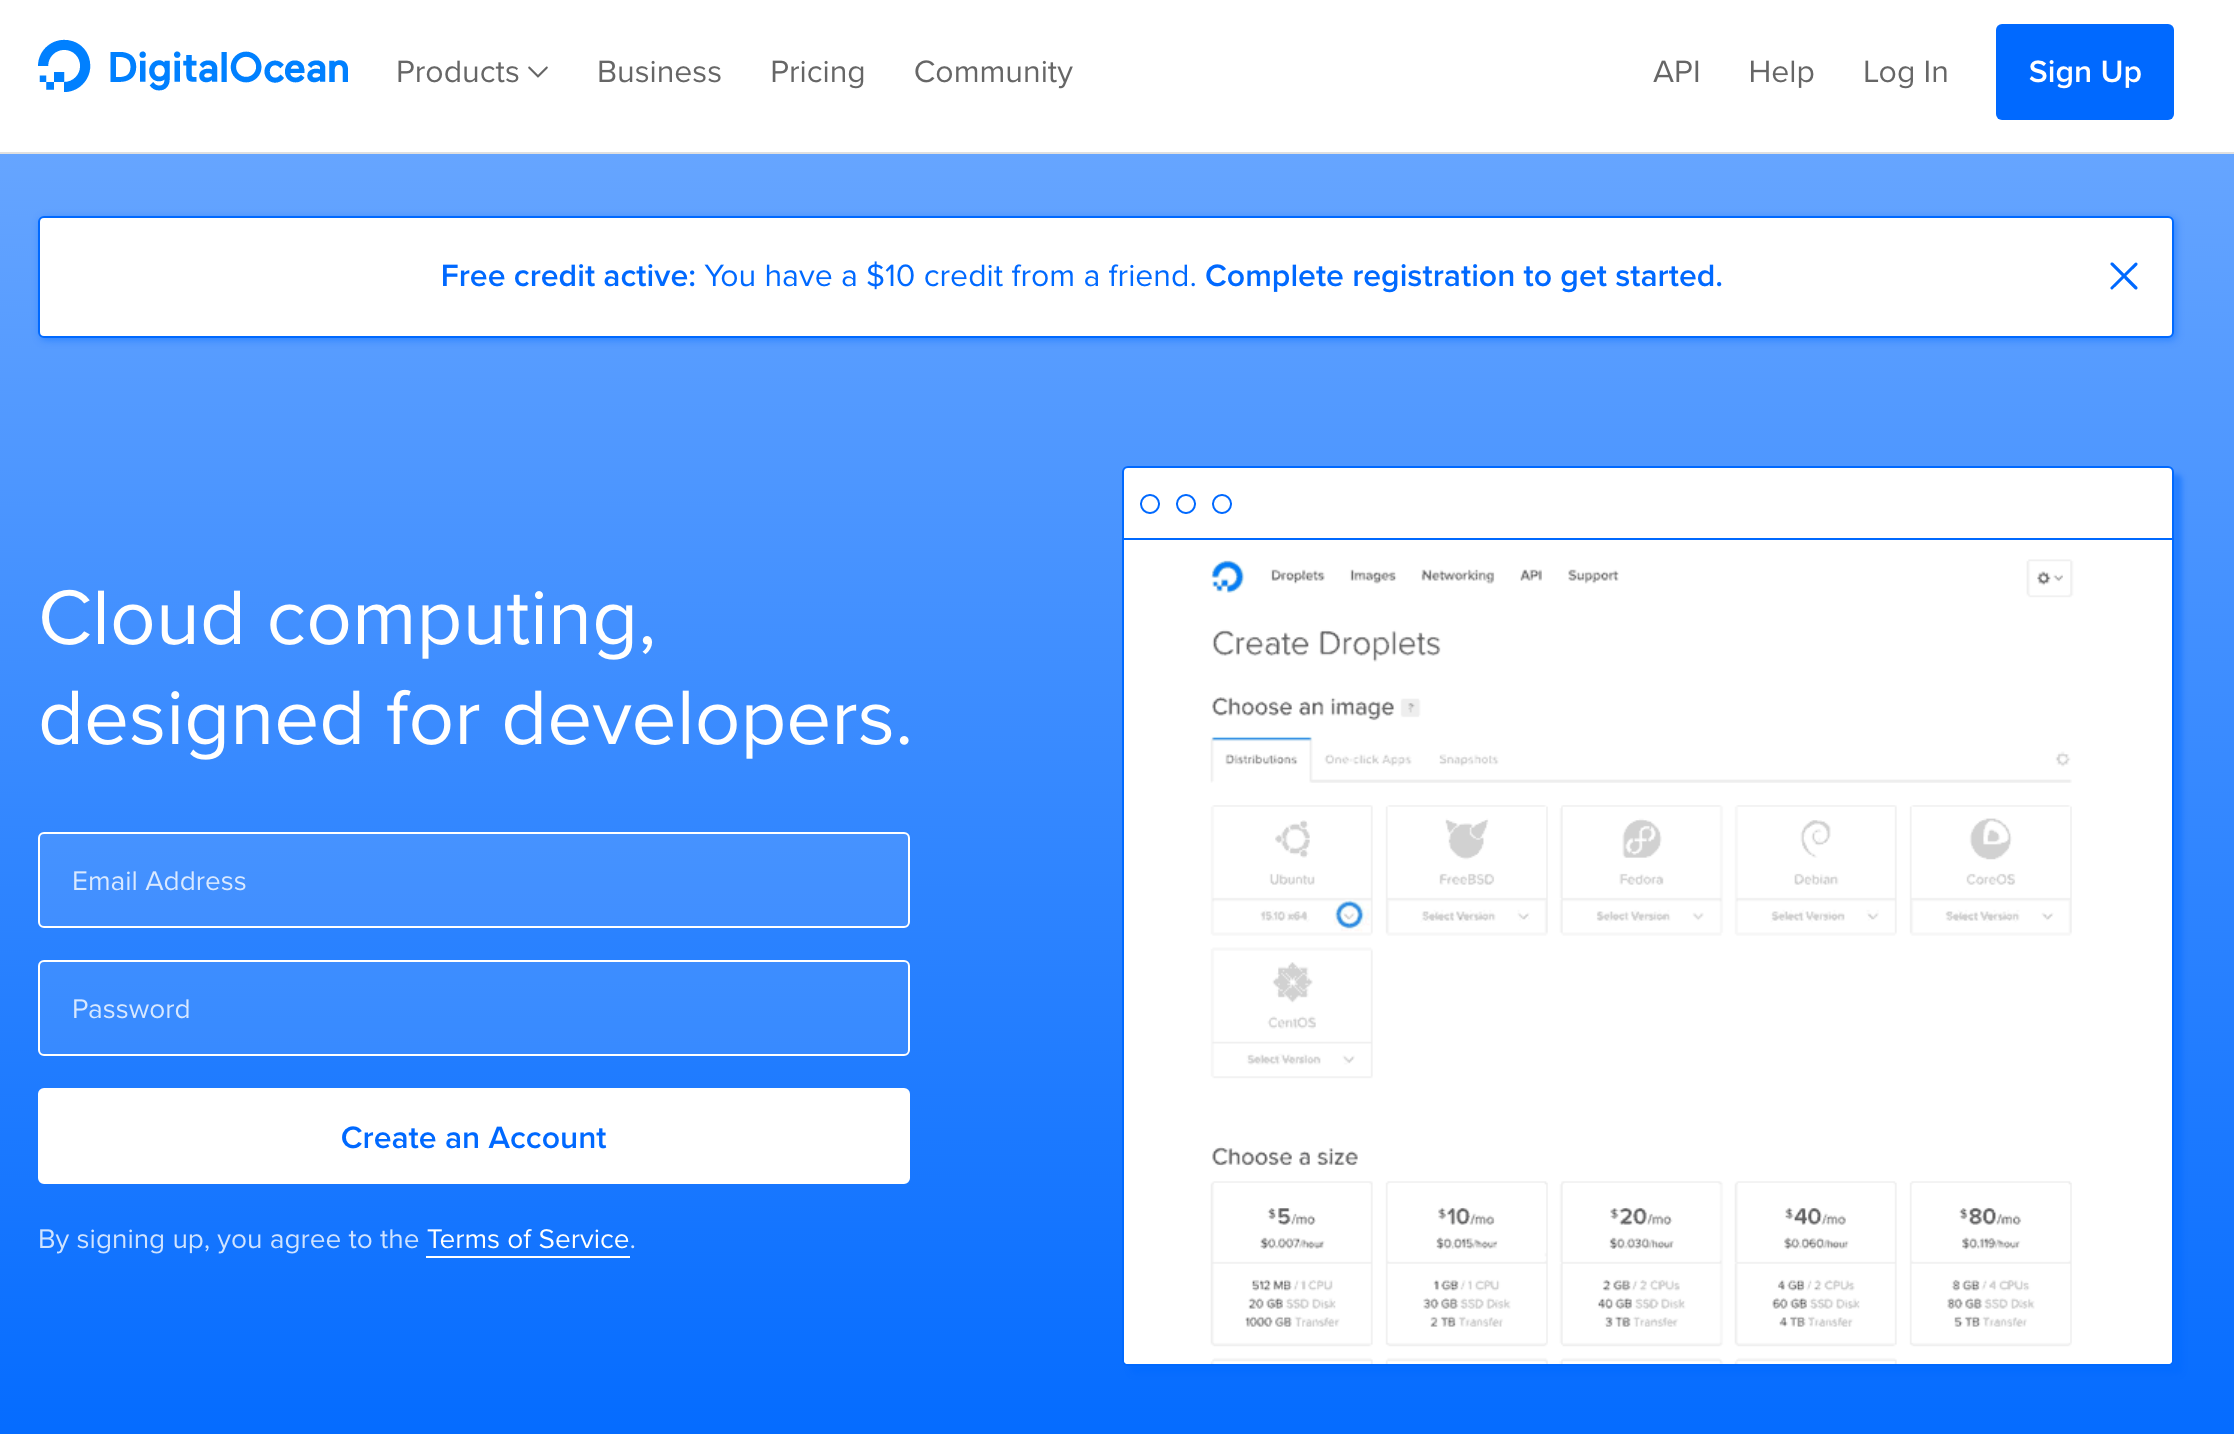 DigitalOcean Products Business Pricing Community API Help Log In Sign Up
Free credit active: You have a $10 credit from a friend. Complete registration to get started.
Cloud computing,
designed for developers.
Email Address
Password
Create an Account
By signing up, you agree to the Terms of Service.
Droplets Images Networking API Support
Create Droplets
Choose an image ?
Distributions One-click Apps Snapshots
Ubuntu FreeBSD Fedora Debian CoreOS
15.10 x64 Select Version Select Version Select Version Select Version
CentOS
Select Version
Choose a size
$5/mo $10/mo $20/mo $40/mo $80/mo
$0.007/hour $0.015/hour $0.030/hour $0.060/hour $0.119/hour
512 MB / 1 CPU 1 GB / 1 CPU 2 GB / 2 CPUs 4 GB / 2 CPUs 8 GB / 4 CPUs
20 GB SSD Disk 30 GB SSD Disk 40 GB SSD Disk 60 GB SSD Disk 80 GB SSD Disk
1000 GB Transfer 2 TB Transfer 3 TB Transfer 4 TB Transfer 5 TB Transfer